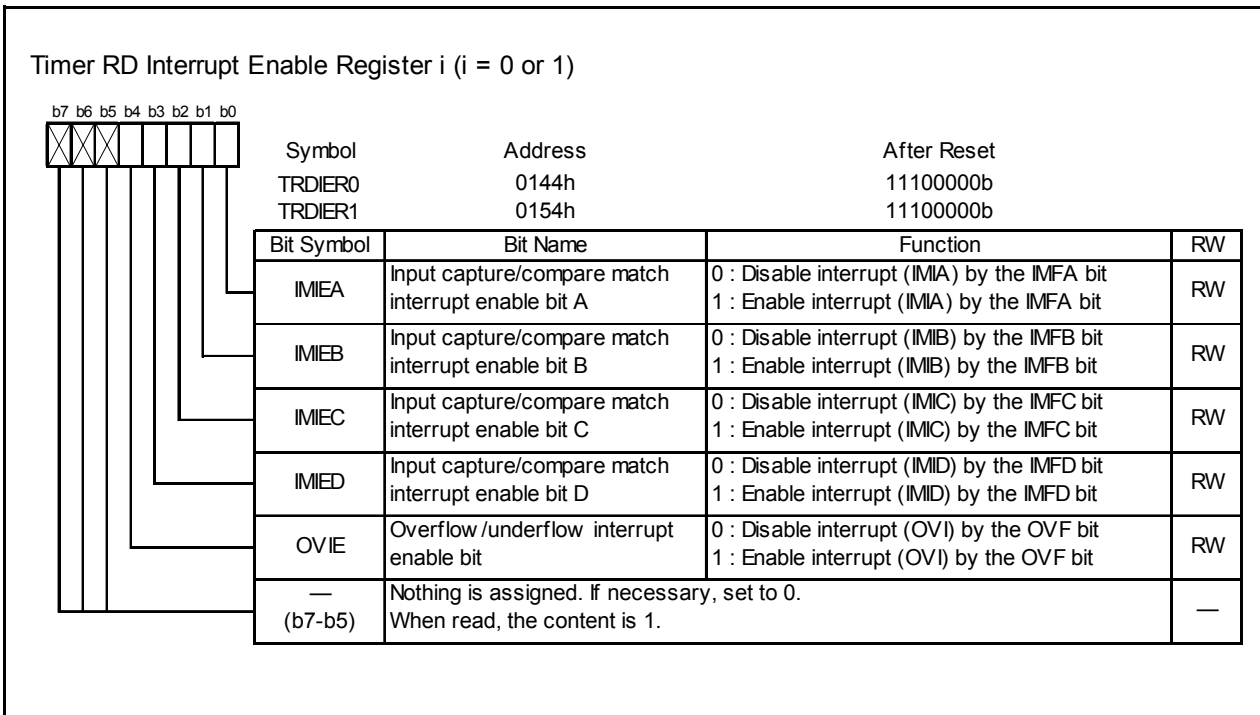 Timer RD Interrupt Enable Register i (i = 0 or 1)
b7 b6 b5 b4 b3 b2 b1 b0
Symbol Address After Reset
TRDIER0 0144h 11100000b
TRDIER1 0154h 11100000b
Bit Symbol Bit Name Function RW
IMIEA Input capture/compare match interrupt enable bit A 0 : Disable interrupt (IMIA) by the IMFA bit
1 : Enable interrupt (IMIA) by the IMFA bit RW
IMIEB Input capture/compare match interrupt enable bit B 0 : Disable interrupt (IMIB) by the IMFB bit
1 : Enable interrupt (IMIB) by the IMFB bit RW
IMIEC Input capture/compare match interrupt enable bit C 0 : Disable interrupt (IMIC) by the IMFC bit
1 : Enable interrupt (IMIC) by the IMFC bit RW
IMIED Input capture/compare match interrupt enable bit D 0 : Disable interrupt (IMID) by the IMFD bit
1 : Enable interrupt (IMID) by the IMFD bit RW
OVIE Overflow/underflow interrupt enable bit 0 : Disable interrupt (OVI) by the OVF bit
1 : Enable interrupt (OVI) by the OVF bit RW
— (b7-b5) Nothing is assigned. If necessary, set to 0.
When read, the content is 1. —